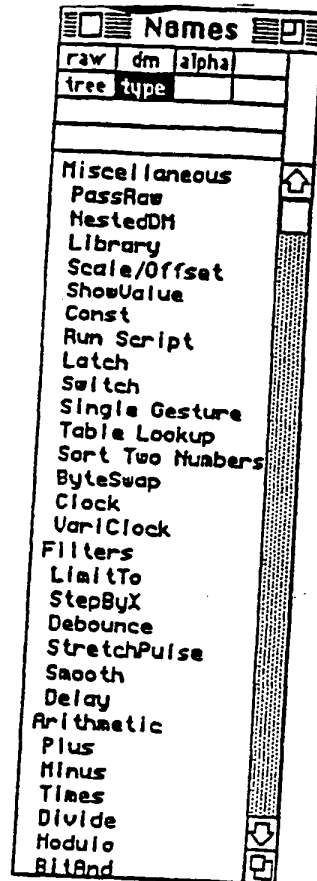 Names
raw dm alpha
tree type
Miscellaneous
PassRaw
NestedDM
Library
Scale/Offset
ShowValue
Const
Run Script
Latch
Switch
Single Gesture
Table Lookup
Sort Two Numbers
ByteSwap
Clock
VariClock
Filters
LimitTo
StepByX
Debounce
StretchPulse
Smooth
Delay
Arithmetic
Plus
Minus
Times
Divide
Modulo
BitAnd